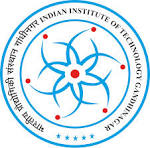 भारतीय प्रौद्योगिकी संस्थान गांधीनगर
INDIAN INSTITUTE OF TECHNOLOGY GANDHINAGAR